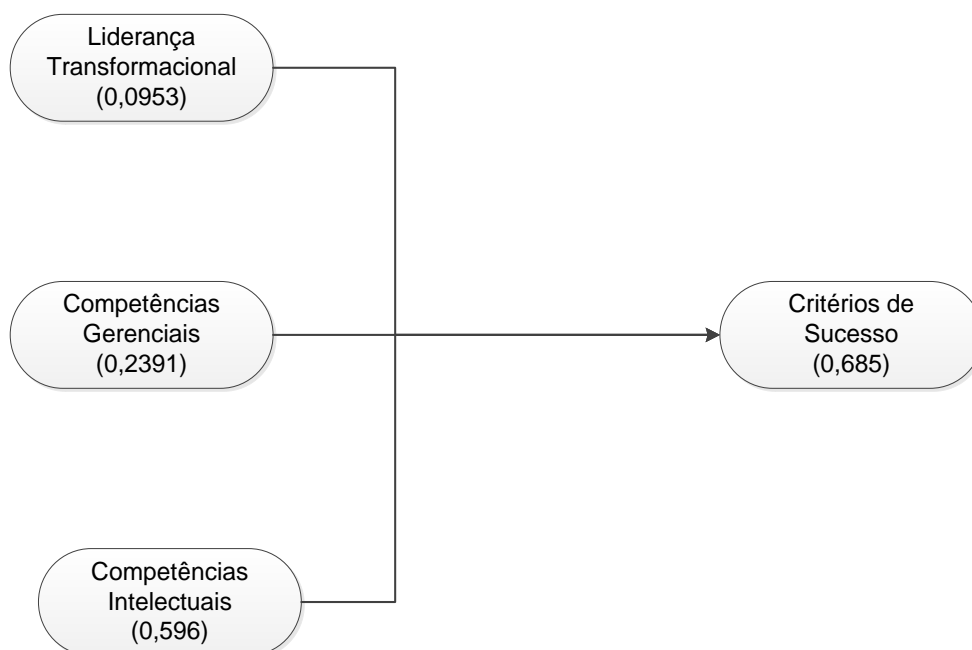 Liderança
Transformacional
(0,0953)
Competências
Gerenciais
(0,2391)
Critérios de
Sucesso
(0,685)
Competências
Intelectuais
(0,596)